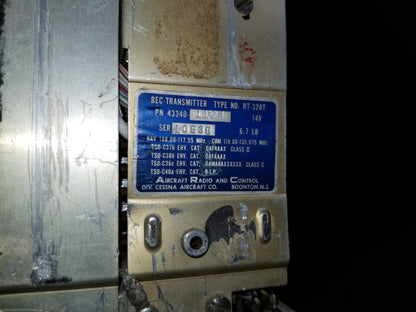 REC-TRANSMITTER TYPE NO. RT-328T
PN 43340- 1124 14V
SER 10688 6.7 LB
NAV 108.00-117.95 MHz : COM 118.00-135.975 MHz
TSO-C37b ENV. CAT. DAFAAAX CLASS II
TSO-C38b ENV. CAT. DAFAAAX
TSO-C36c ENV. CAT. DAMAAAXXXXXX CLASS C
TSO-C40a ENV. CAT.
AIRCRAFT RADIO AND CONTROL
DIV. CESSNA AIRCRAFT CO. BOONTON, N.J.